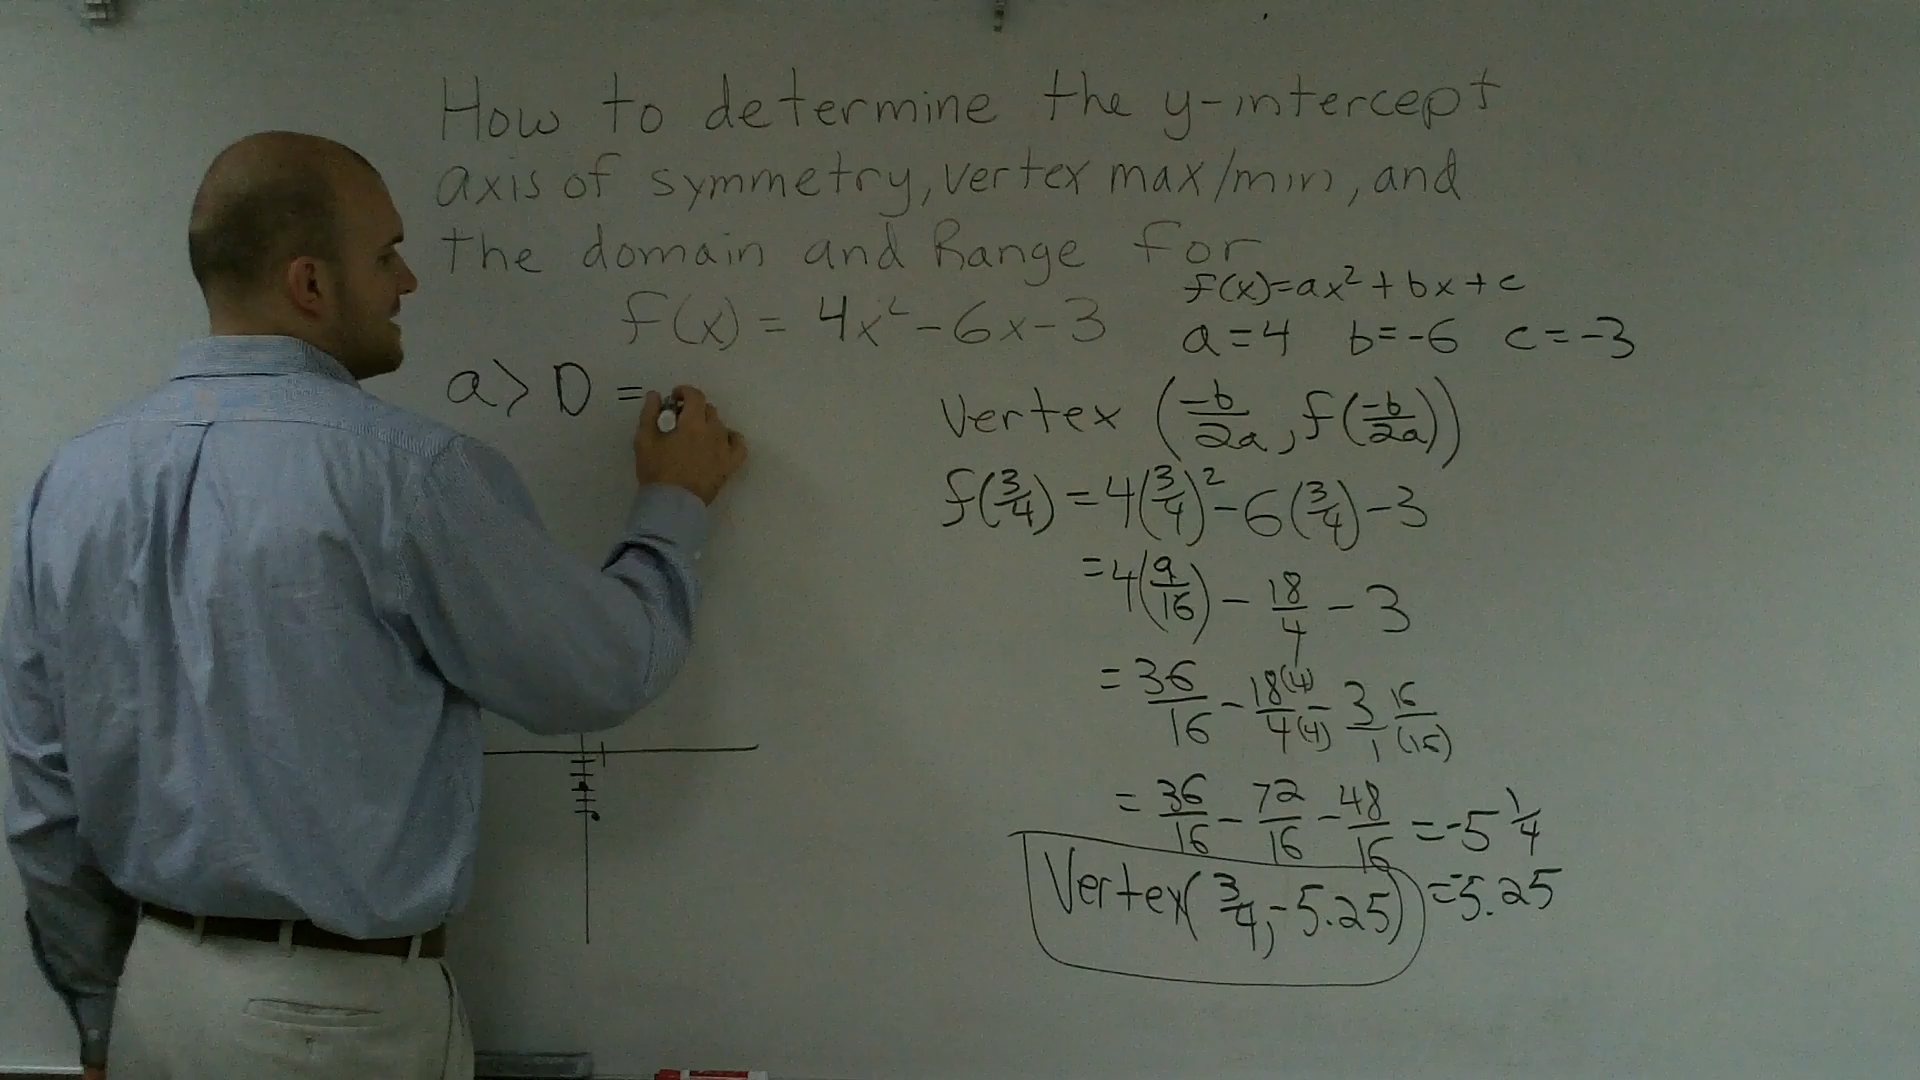 How to determine the y-intercept
axis of symmetry, vertex max/min, and
the domain and Range for
f(x) = 4x² - 6x - 3
f(x) = ax² + bx + c
a = 4 b = -6 c = -3
a > 0 =
Vertex (-b/2a, f(-b/2a))
f(3/4) = 4(3/4)² - 6(3/4) - 3
= 4(9/16) - 18/4 - 3
= 36/16 - 18(4)/4(4) - 3/1 16/(16)
= 36/16 - 72/16 - 48/16 = -5 1/4
Vertex(3/4, -5.25) = -5.25